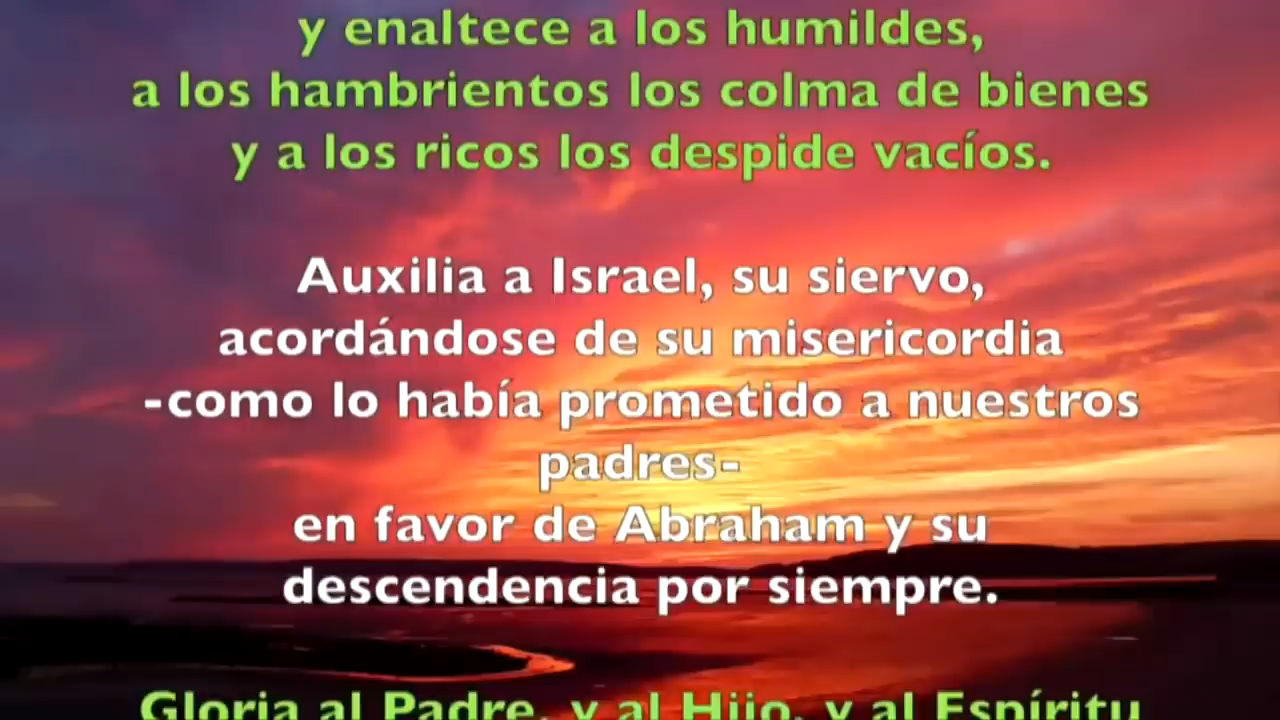 y enaltece a los humildes,
a los hambrientos los colma de bienes
y a los ricos los despide vacíos.
Auxilia a Israel, su siervo,
acordándose de su misericordia
-como lo había prometido a nuestros
padres-
en favor de Abraham y su
descendencia por siempre.
Gloria al Padre, y al Hijo, y al Espíritu